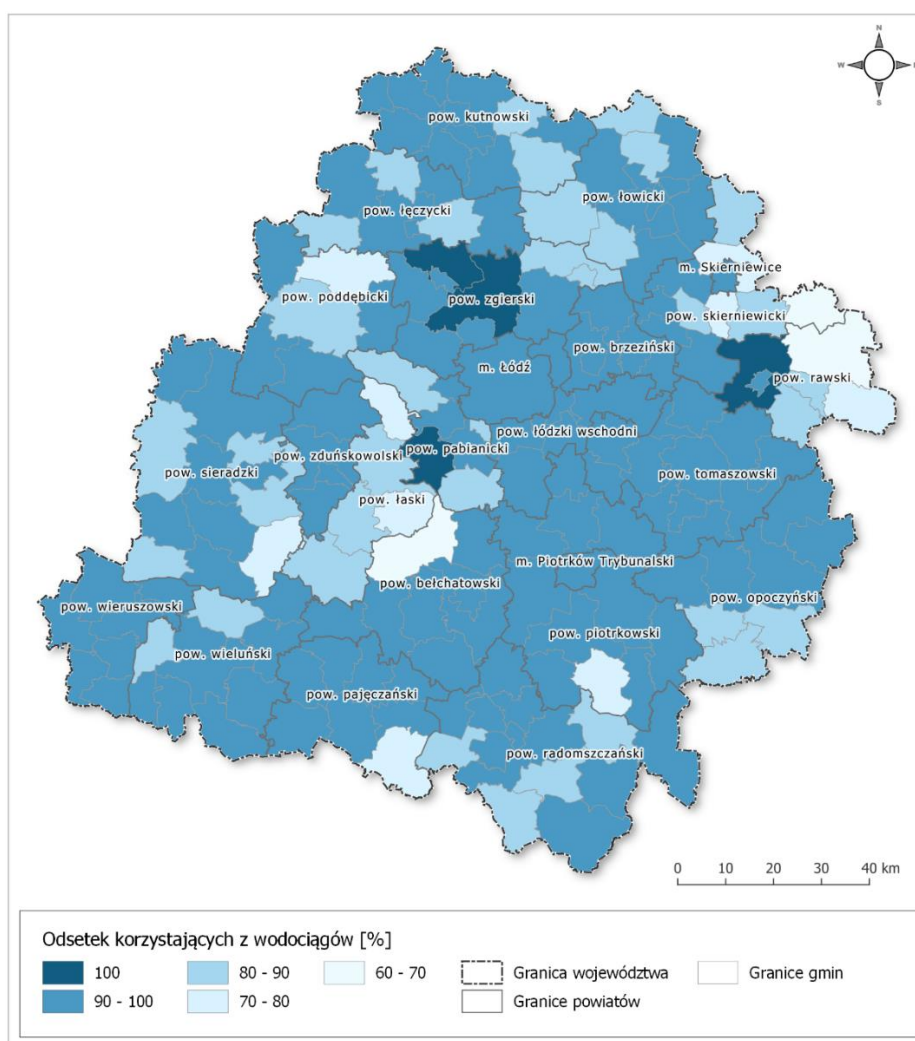 N
W
S
pow. kutnowski
pow. łęczycki
pow. łowicki
m. Skierniewice
pow. poddębicki
pow. zgierski
pow. skierniewicki
pow. brzeziński
m. Łódź
pow. rawski
pow. łódzki wschodni
pow. pabianicki
pow. zduńskowolski
pow. sieradzki
pow. tomaszowski
pow. łaski
m. Piotrków Trybunalski
pow. bełchatowski
pow. opoczyński
pow. wieruszowski
pow. piotrkowski
pow. wieluński
pow. pajęczański
pow. radomszczański
0 10 20 30 40 km
Odsetek korzystających z wodociągów [%]
100 80 - 90 60 - 70 Granica województwa Granice gmin
90 - 100 70 - 80 Granice powiatów